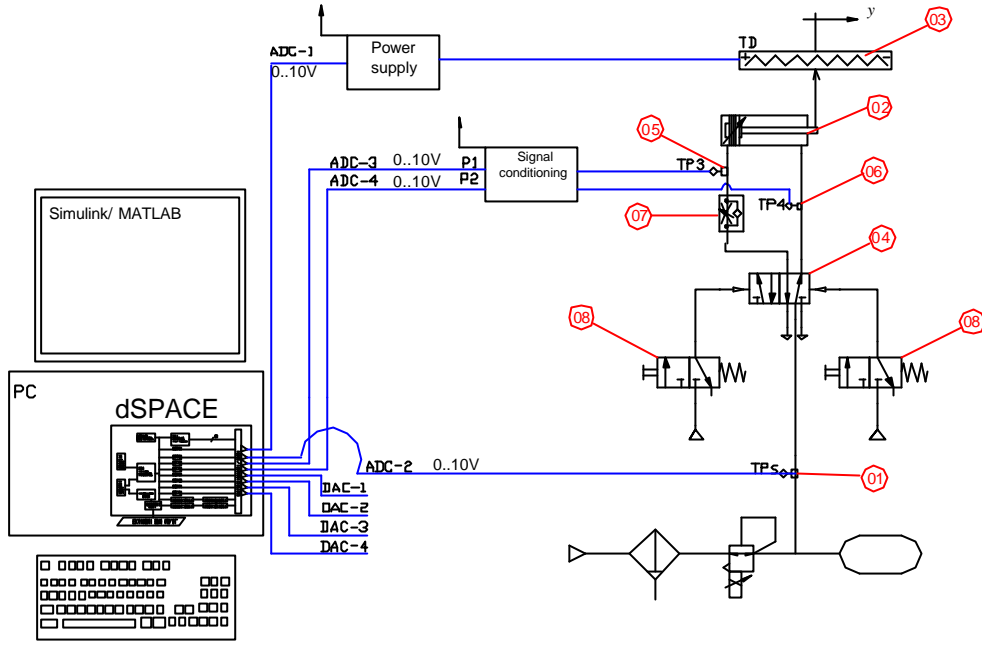 y
03
TD
+
-
ADC-1
0..10V
Power
supply
02
05
ADC-3 0..10V P1
ADC-4 0..10V P2
Signal
conditioning
TP3
06
TP4
07
Simulink/ MATLAB
04
08
08
PC
dSPACE
ADC-2 0..10V
TPs
01
DAC-1
DAC-2
DAC-3
DAC-4